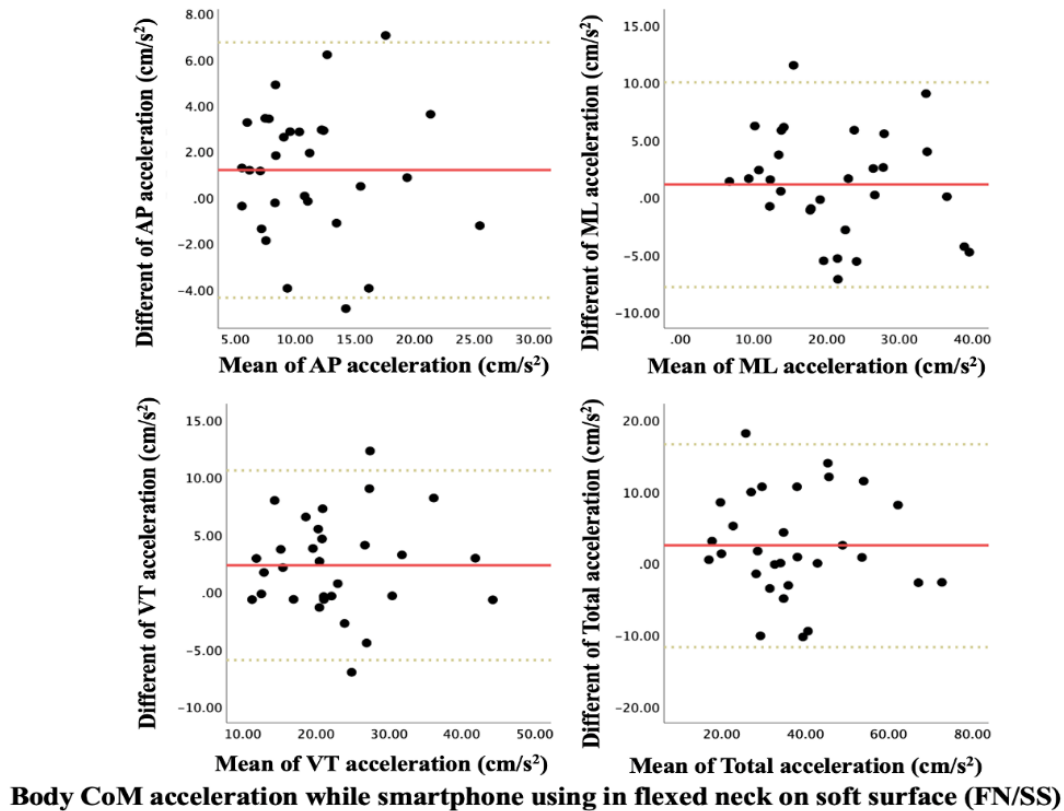 Different of AP acceleration (cm/s²)
8.00
6.00
4.00
2.00
.00
−2.00
−4.00
5.00 10.00 15.00 20.00 25.00 30.00
Mean of AP acceleration (cm/s²)
Different of ML acceleration (cm/s²)
15.00
10.00
5.00
.00
−5.00
−10.00
.00 10.00 20.00 30.00 40.00
Mean of ML acceleration (cm/s²)
Different of VT acceleration (cm/s²)
15.00
10.00
5.00
.00
−5.00
−10.00
10.00 20.00 30.00 40.00 50.00
Mean of VT acceleration (cm/s²)
Different of Total acceleration (cm/s²)
20.00
10.00
.00
−10.00
−20.00
20.00 40.00 60.00 80.00
Mean of Total acceleration (cm/s²)
Body CoM acceleration while smartphone using in flexed neck on soft surface (FN/SS)